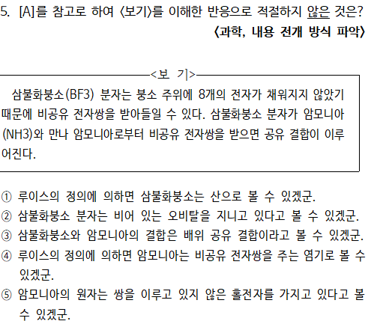 5. [A]를 참고로 하여 <보기>를 이해한 반응으로 적절하지 않은 것은?
<과학, 내용 전개 방식 파악>
<보 기>
삼불화붕소(BF3) 분자는 붕소 주위에 8개의 전자가 채워지지 않았기
때문에 비공유 전자쌍을 받아들일 수 있다. 삼불화붕소 분자가 암모니아
(NH3)와 만나 암모니아로부터 비공유 전자쌍을 받으면 공유 결합이 이루
어진다.
① 루이스의 정의에 의하면 삼불화붕소는 산으로 볼 수 있겠군.
② 삼불화붕소 분자는 비어 있는 오비탈을 지니고 있다고 볼 수 있겠군.
③ 삼불화붕소와 암모니아의 결합은 배위 공유 결합이라고 볼 수 있겠군.
④ 루이스의 정의에 의하면 암모니아는 비공유 전자쌍을 주는 염기로 볼 수
있겠군.
⑤ 암모니아의 원자는 쌍을 이루고 있지 않은 홀전자를 가지고 있다고 볼
수 있겠군.